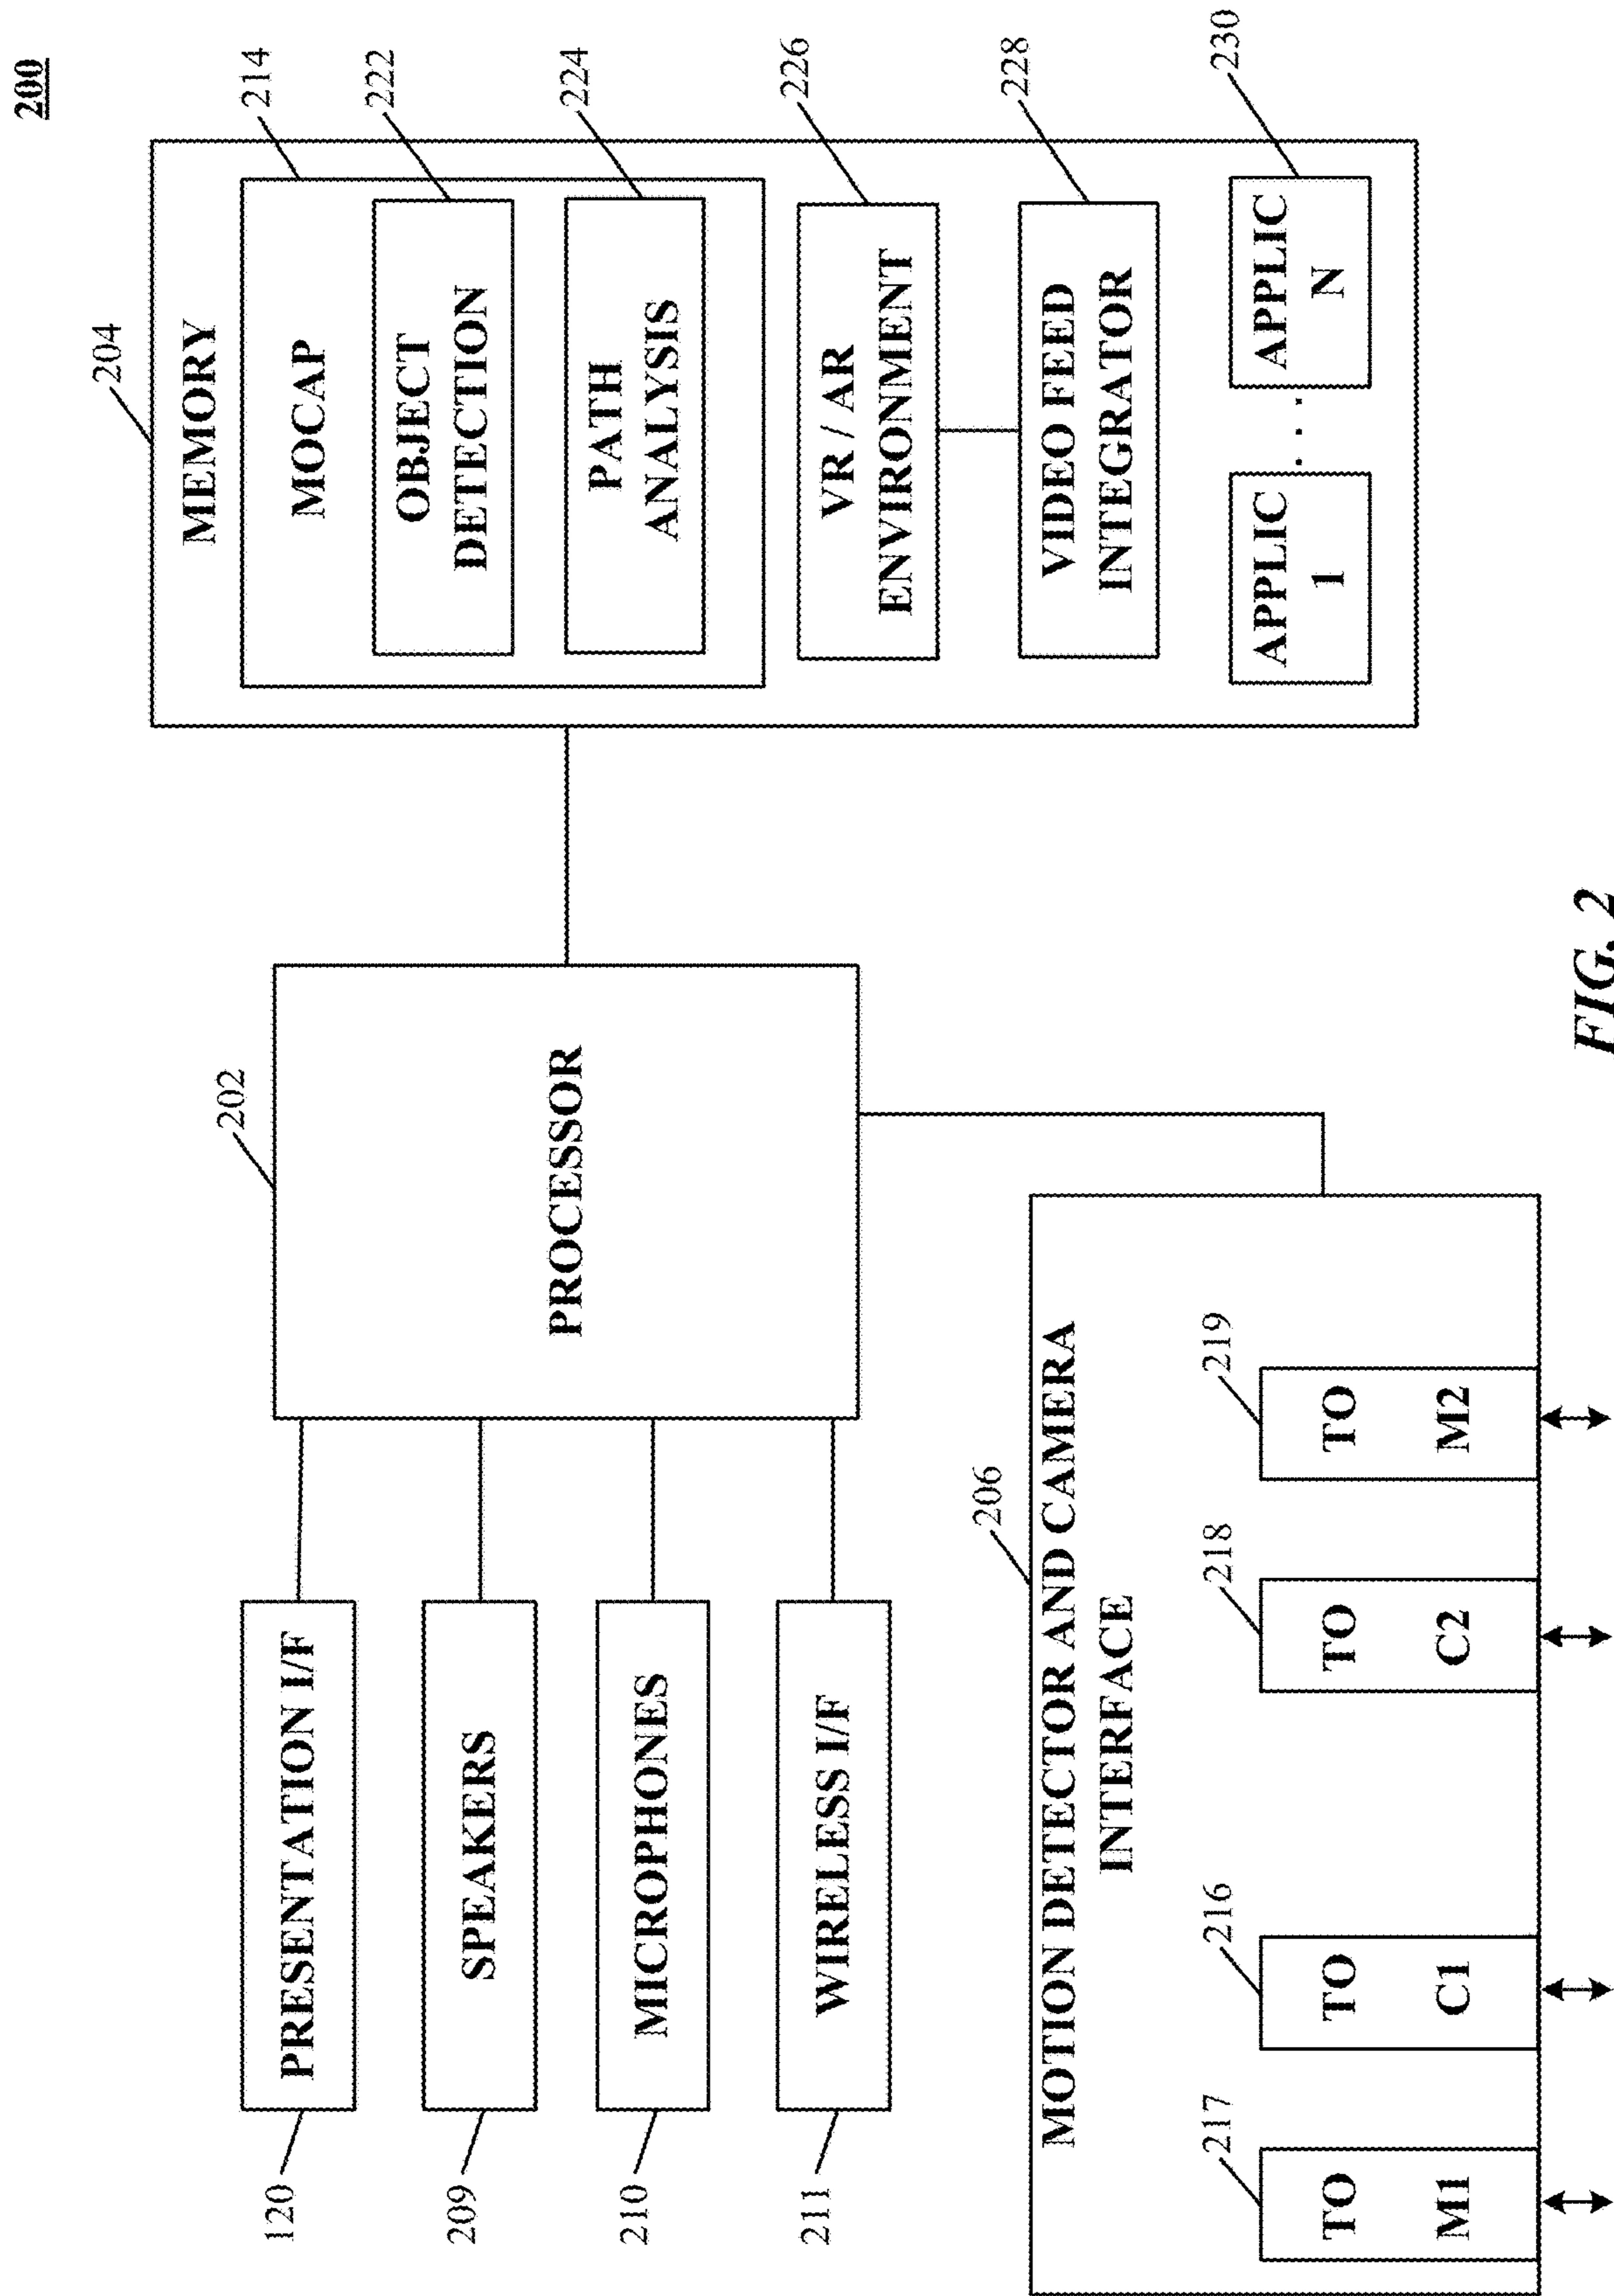 200
204
MEMORY
214
MOCAP
222
OBJECT
DETECTION
224
PATH
ANALYSIS
226
VR / AR
ENVIRONMENT
228
VIDEO FEED
INTEGRATOR
230
APPLIC
1
. . .
APPLIC
N
202
PROCESSOR
120
PRESENTATION I/F
209
SPEAKERS
210
MICROPHONES
211
WIRELESS I/F
206
MOTION DETECTOR AND CAMERA
INTERFACE
217
TO
M1
216
TO
C1
218
TO
C2
219
TO
M2
FIG. 2